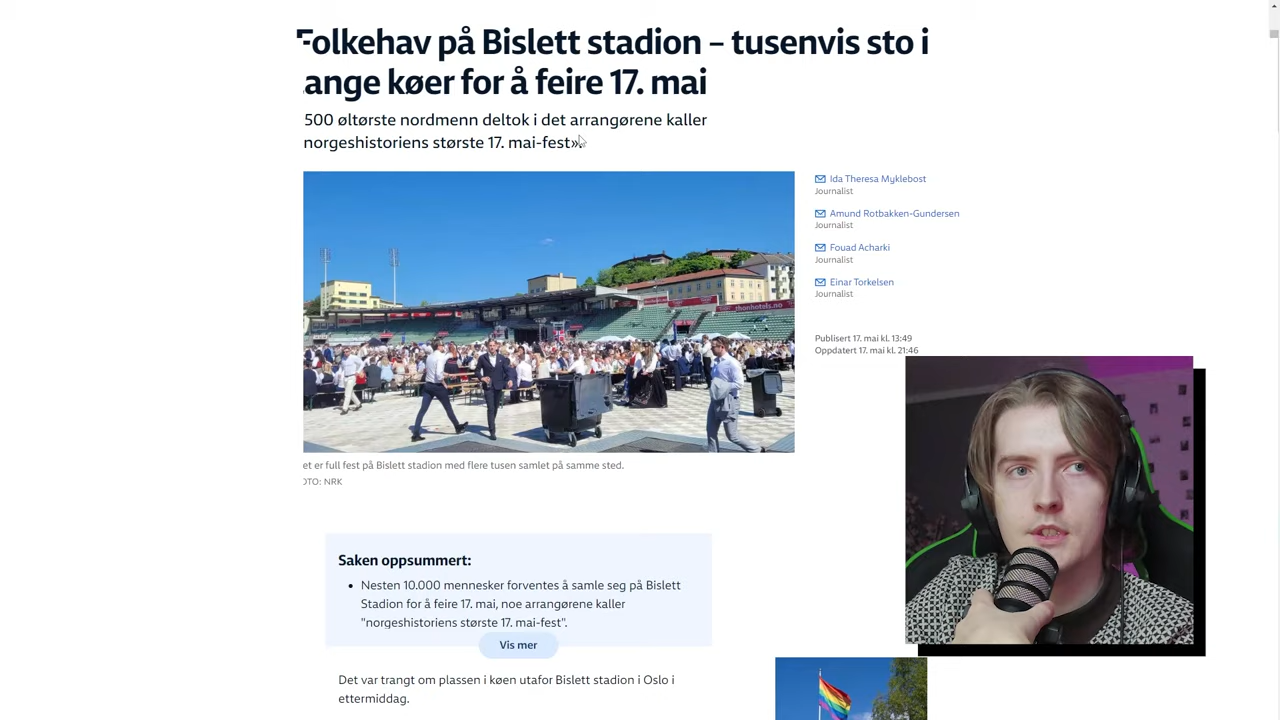 Folkehav på Bislett stadion – tusenvis sto i
lange køer for å feire 17. mai
500 øltørste nordmenn deltok i det arrangørene kaller
norgeshistoriens største 17. mai-fest».
Ida Theresa Myklebost
Journalist
Amund Rotbakken-Gundersen
Journalist
Fouad Acharki
Journalist
Einar Torkelsen
Journalist
Publisert 17. mai kl. 13:49
Oppdatert 17. mai kl. 21:46
thonhotels.no
et er full fest på Bislett stadion med flere tusen samlet på samme sted.
OTO: NRK
Saken oppsummert:
• Nesten 10.000 mennesker forventes å samle seg på Bislett
Stadion for å feire 17. mai, noe arrangørene kaller
"norgeshistoriens største 17. mai-fest".
Vis mer
Det var trangt om plassen i køen utafor Bislett stadion i Oslo i
ettermiddag.